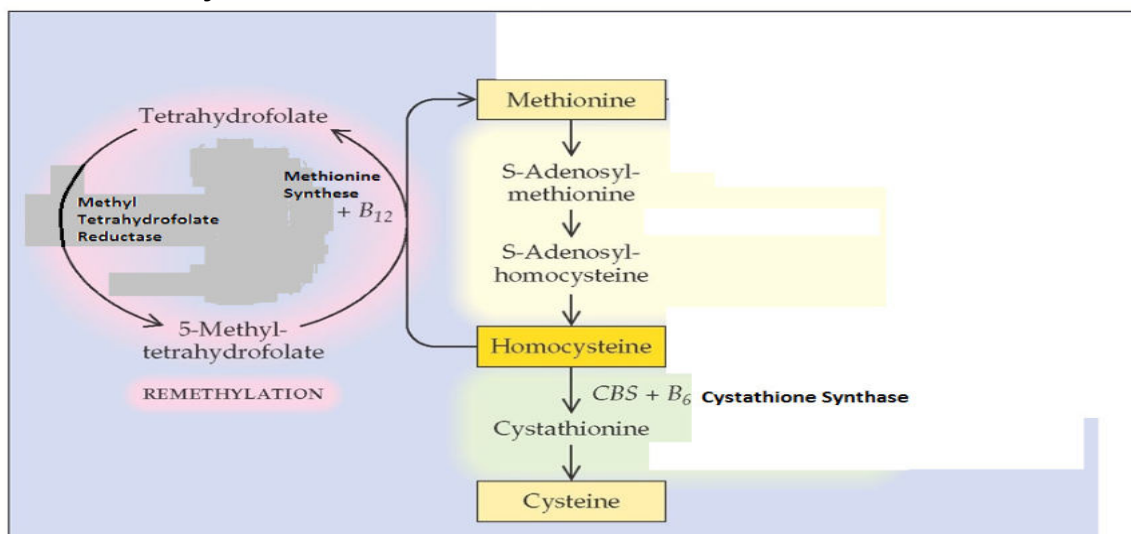 Tetrahydrofolate
Methyl
Tetrahydrofolate
Reductase
Methionine
Synthese
+ B12
5-Methyl-
tetrahydrofolate
REMETHYLATION
Methionine
S-Adenosyl-
methionine
S-Adenosyl-
homocysteine
Homocysteine
CBS + B6 Cystathione Synthase
Cystathionine
Cysteine